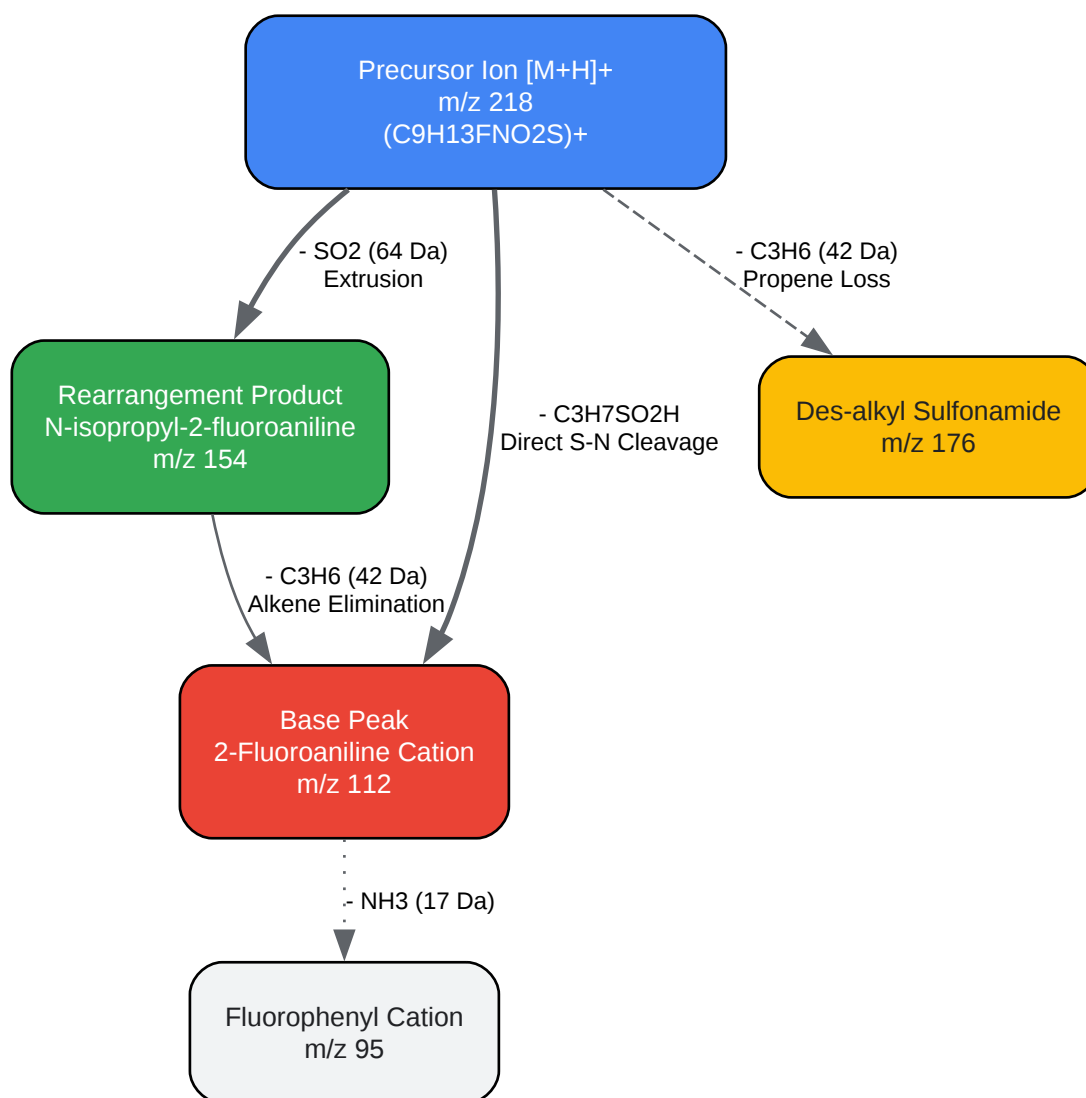 Precursor Ion [M+H]+
m/z 218
(C9H13FNO2S)+
- SO2 (64 Da)
Extrusion
- C3H6 (42 Da)
Propene Loss
Rearrangement Product
N-isopropyl-2-fluoroaniline
m/z 154
- C3H7SO2H
Direct S-N Cleavage
Des-alkyl Sulfonamide
m/z 176
- C3H6 (42 Da)
Alkene Elimination
Base Peak
2-Fluoroaniline Cation
m/z 112
- NH3 (17 Da)
Fluorophenyl Cation
m/z 95